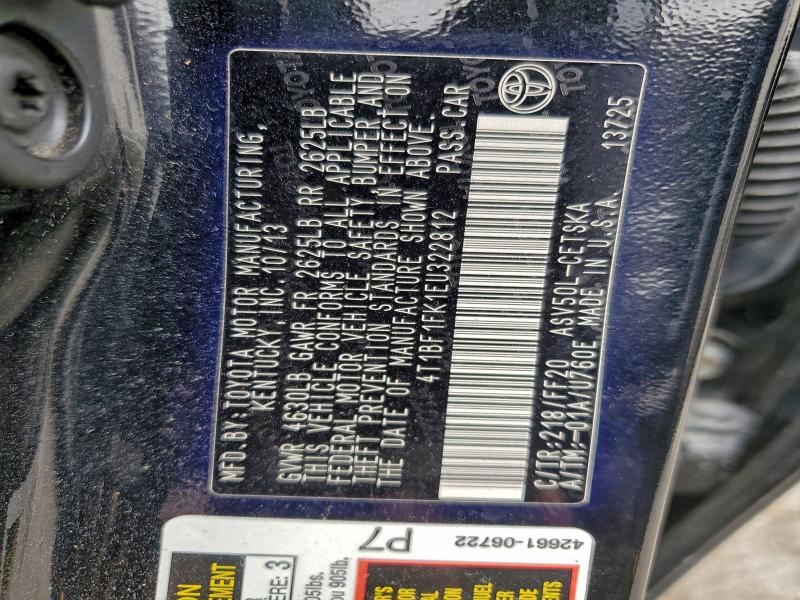 MFD. BY: TOYOTA MOTOR MANUFACTURING,
KENTUCKY, INC. 10/13
GVWR 4630LB GAWR FR 2625LB RR 2625LB
THIS VEHICLE CONFORMS TO ALL APPLICABLE
FEDERAL MOTOR VEHICLE SAFETY BUMPER AND
THEFT PREVENTION STANDARDS IN EFFECT ON
THE DATE OF MANUFACTURE SHOWN ABOVE.
4T1BF1EK1EU322812 PASS. CAR
C/TR:218/FF20 ASV50L-CETSKA
A/TM:-01A/U760E MADE IN U.S.A. 13725
P7
42661-06722